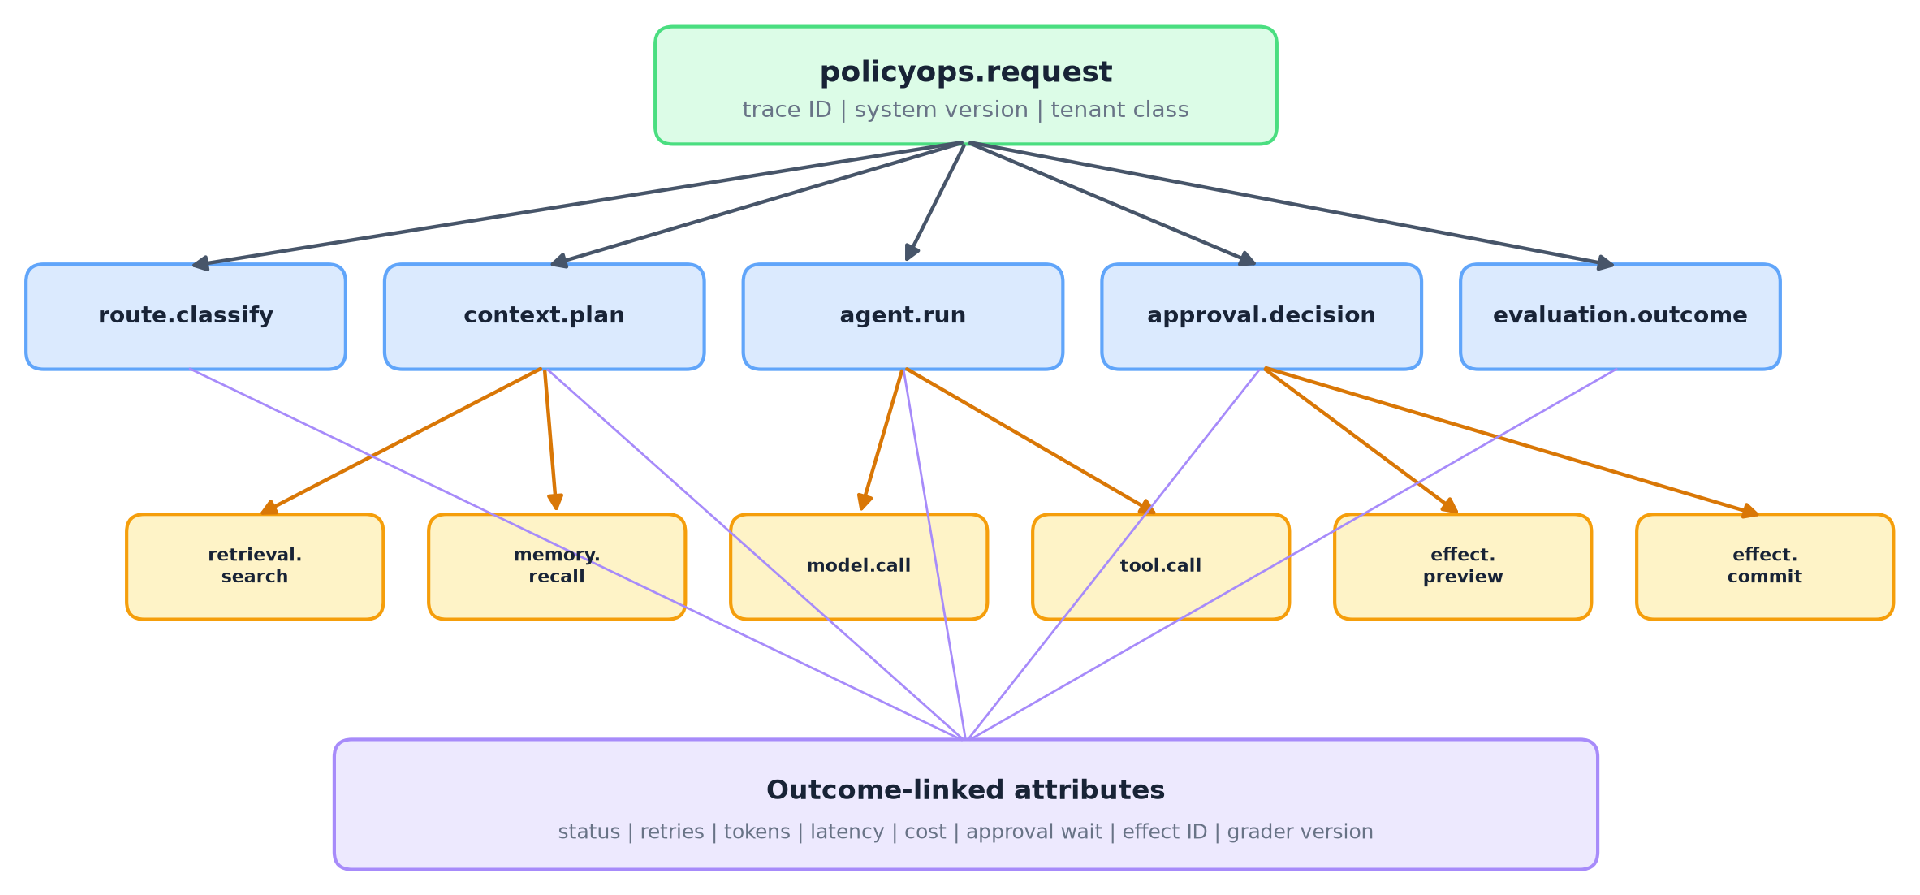 policyops.request
trace ID | system version | tenant class
route.classify
context.plan
agent.run
approval.decision
evaluation.outcome
retrieval.
search
memory.
recall
model.call
tool.call
effect.
preview
effect.
commit
Outcome-linked attributes
status | retries | tokens | latency | cost | approval wait | effect ID | grader version